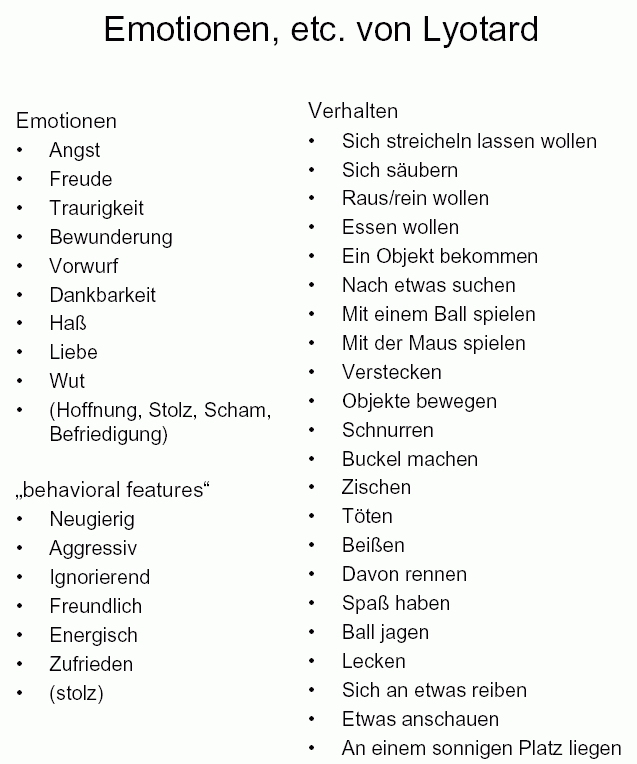 Emotionen, etc. von Lyotard
Emotionen
• Angst
• Freude
• Traurigkeit
• Bewunderung
• Vorwurf
• Dankbarkeit
• Haß
• Liebe
• Wut
• (Hoffnung, Stolz, Scham,
Befriedigung)
„behavioral features“
• Neugierig
• Aggressiv
• Ignorierend
• Freundlich
• Energisch
• Zufrieden
• (stolz)
Verhalten
• Sich streicheln lassen wollen
• Sich säubern
• Raus/rein wollen
• Essen wollen
• Ein Objekt bekommen
• Nach etwas suchen
• Mit einem Ball spielen
• Mit der Maus spielen
• Verstecken
• Objekte bewegen
• Schnurren
• Buckel machen
• Zischen
• Töten
• Beißen
• Davon rennen
• Spaß haben
• Ball jagen
• Lecken
• Sich an etwas reiben
• Etwas anschauen
• An einem sonnigen Platz liegen